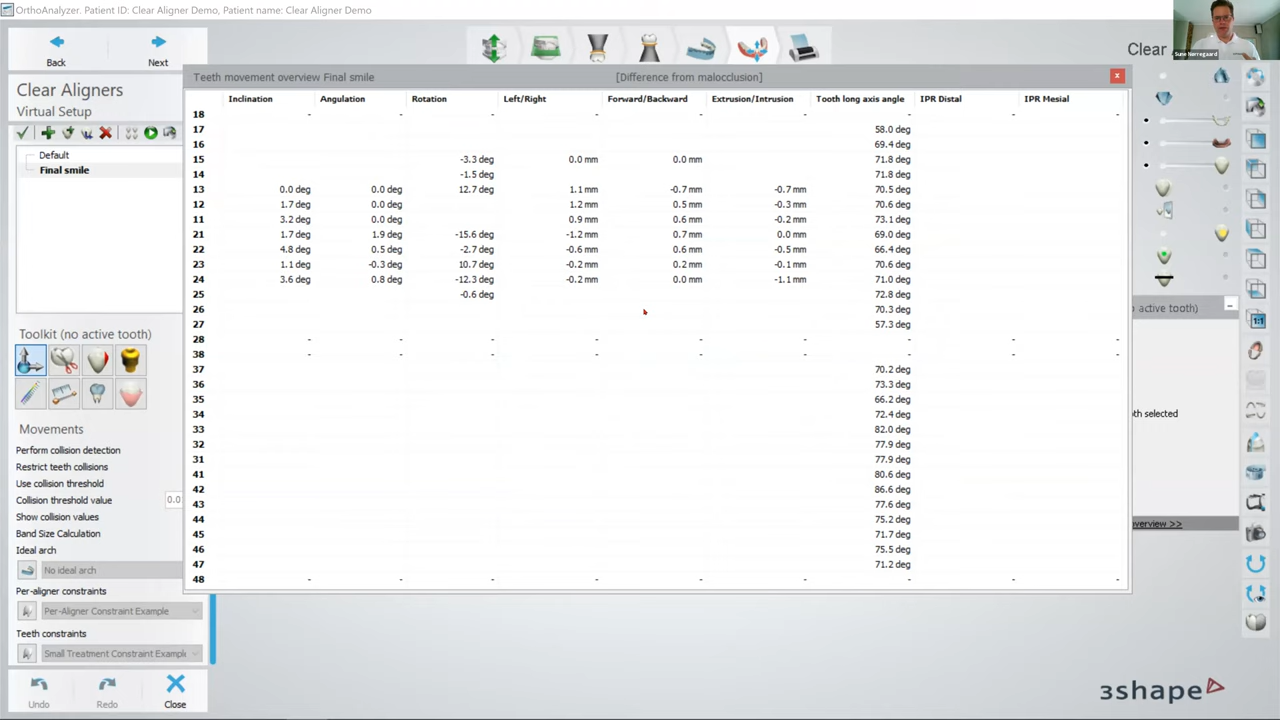 OrthoAnalyzer. Patient ID: Clear Aligner Demo, Patient name: Clear Aligner Demo
Sune Nørregaard
Back Next
Clear
Teeth movement overview Final smile [Difference from malocclusion] x
Clear Aligners
Virtual Setup
Default
Final smile
Inclination Angulation Rotation Left/Right Forward/Backward Extrusion/Intrusion Tooth long axis angle IPR Distal IPR Mesial
18 - - - - - - - - -
17 58.0 deg
16 69.4 deg
15 -3.3 deg 0.0 mm 0.0 mm 71.8 deg
14 -1.5 deg 71.8 deg
13 0.0 deg 0.0 deg 12.7 deg 1.1 mm -0.7 mm -0.7 mm 70.5 deg
12 1.7 deg 0.0 deg 1.2 mm 0.5 mm -0.3 mm 70.6 deg
11 3.2 deg 0.0 deg 0.9 mm 0.6 mm -0.2 mm 73.1 deg
21 1.7 deg 1.9 deg -15.6 deg -1.2 mm 0.7 mm 0.0 mm 69.0 deg
22 4.8 deg 0.5 deg -2.7 deg -0.6 mm 0.6 mm -0.5 mm 66.4 deg
23 1.1 deg -0.3 deg 10.7 deg -0.2 mm 0.2 mm -0.1 mm 70.6 deg
24 3.6 deg 0.8 deg -12.3 deg -0.2 mm 0.0 mm -1.1 mm 71.0 deg
25 -0.6 deg 72.8 deg
26 70.3 deg
27 57.3 deg
28 - - - - - - - - -
38 - - - - - - - - -
37 70.2 deg
36 73.3 deg
35 66.2 deg
34 72.4 deg
33 82.0 deg
32 77.9 deg
31 77.9 deg
41 80.6 deg
42 86.6 deg
43 77.6 deg
44 75.2 deg
45 71.7 deg
46 75.5 deg
47 71.2 deg
48 - - - - - - - - -
Toolkit (no active tooth)
Movements
Perform collision detection
Restrict teeth collisions
Use collision threshold
Collision threshold value 0.0
Show collision values
Band Size Calculation
Ideal arch
No ideal arch
Per-aligner constraints
Per-Aligner Constraint Example
Teeth constraints
Small Treatment Constraint Example
Undo Redo Close
o active tooth)
1:1
oth selected
verview >>
3shape